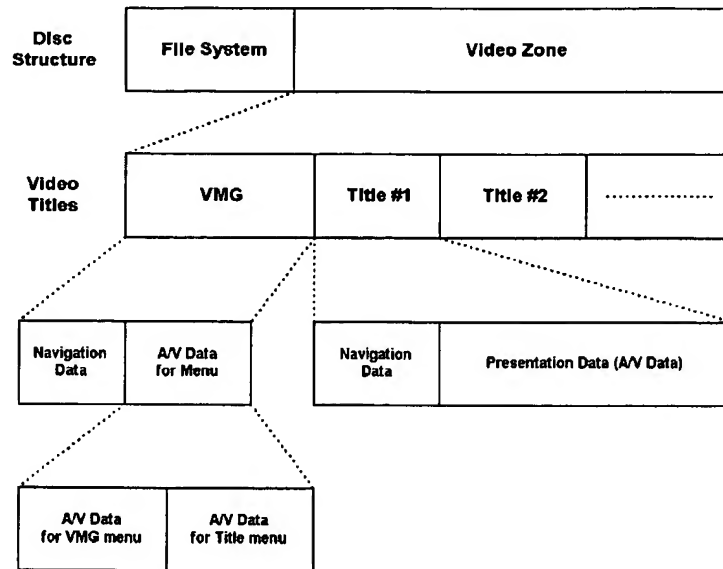 Disc
Structure
File System
Video Zone
Video
Titles
VMG
Title #1
Title #2
Navigation
Data
A/V Data
for Menu
Navigation
Data
Presentation Data (A/V Data)
A/V Data
for VMG menu
A/V Data
for Title menu